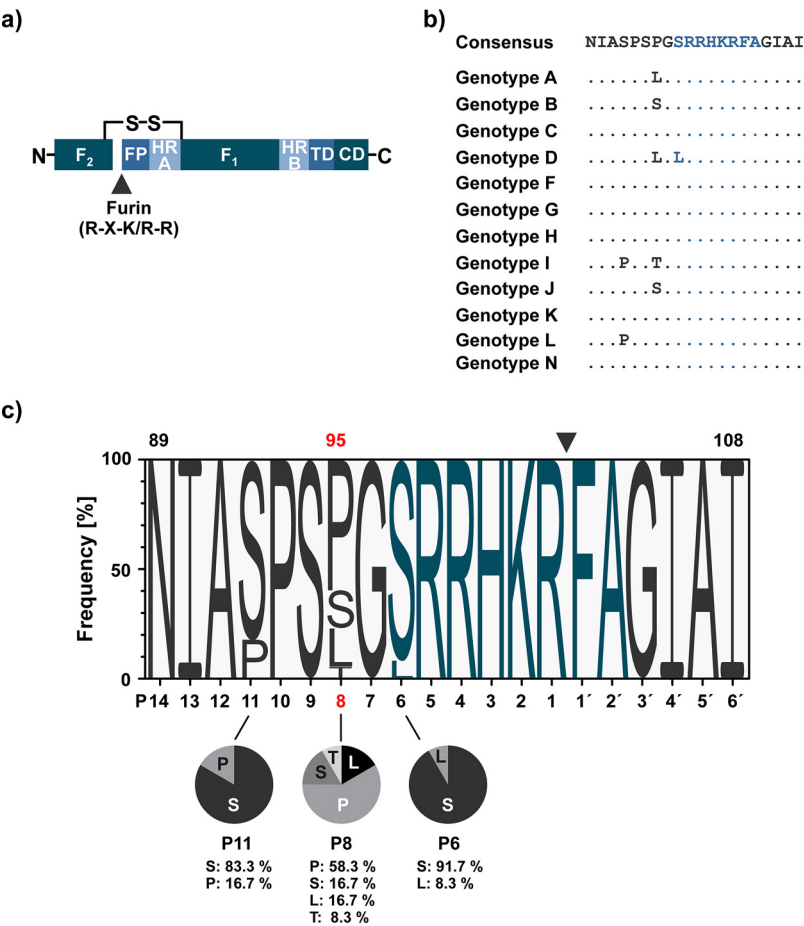 a)
S-S
N
F2
FP
HR
A
F1
HR
B
TD
CD
C
Furin
(R-X-K/R-R)
b)
Consensus NIASPSPGSRRHKRFAGIAI
Genotype A ......L.............
Genotype B ......S.............
Genotype C ....................
Genotype D ......L.L...........
Genotype F ....................
Genotype G ....................
Genotype H ....................
Genotype I ...P..T.............
Genotype J ......S.............
Genotype K ....................
Genotype L ...P................
Genotype N ....................
c)
89 95 108
Frequency [%]
100
50
0
NIASPSPGSRRHKRFAGIAI
P S L T L
P14 13 12 11 10 9 8 7 6 5 4 3 2 1 1´ 2´ 3´ 4´ 5´ 6´
P S
T L S P
L S
P11
S: 83.3 %
P: 16.7 %
P8
P: 58.3 %
S: 16.7 %
L: 16.7 %
T: 8.3 %
P6
S: 91.7 %
L: 8.3 %